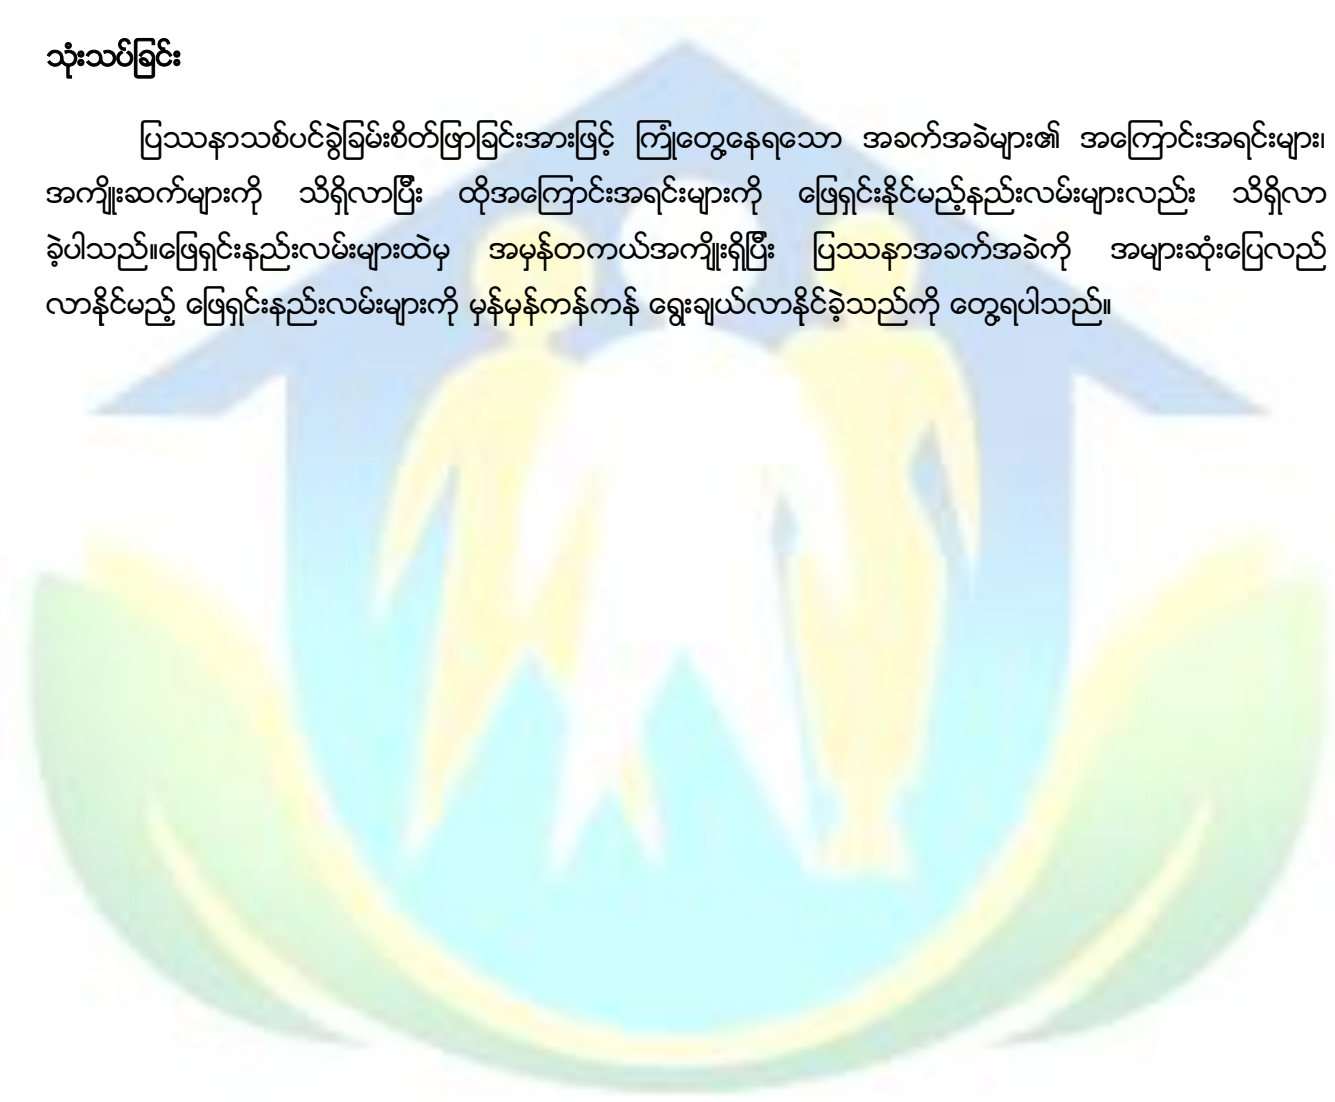 သုံးသပ်ခြင်း
ပြဿနာသစ်ပင်ခွဲခြမ်းစိတ်ဖြာခြင်းအားဖြင့် ကြုံတွေ့နေရသော အခက်အခဲများ၏ အကြောင်းအရင်းများ၊
အကျိုးဆက်များကို သိရှိလာပြီး ထိုအကြောင်းအရင်းများကို ဖြေရှင်းနိုင်မည့်နည်းလမ်းများလည်း သိရှိလာ
ခဲ့ပါသည်။ဖြေရှင်းနည်းလမ်းများထဲမှ အမှန်တကယ်အကျိုးရှိပြီး ပြဿနာအခက်အခဲကို အများဆုံးပြေလည်
လာနိုင်မည့် ဖြေရှင်းနည်းလမ်းများကို မှန်မှန်ကန်ကန် ရွေးချယ်လာနိုင်ခဲ့သည်ကို တွေ့ရပါသည်။